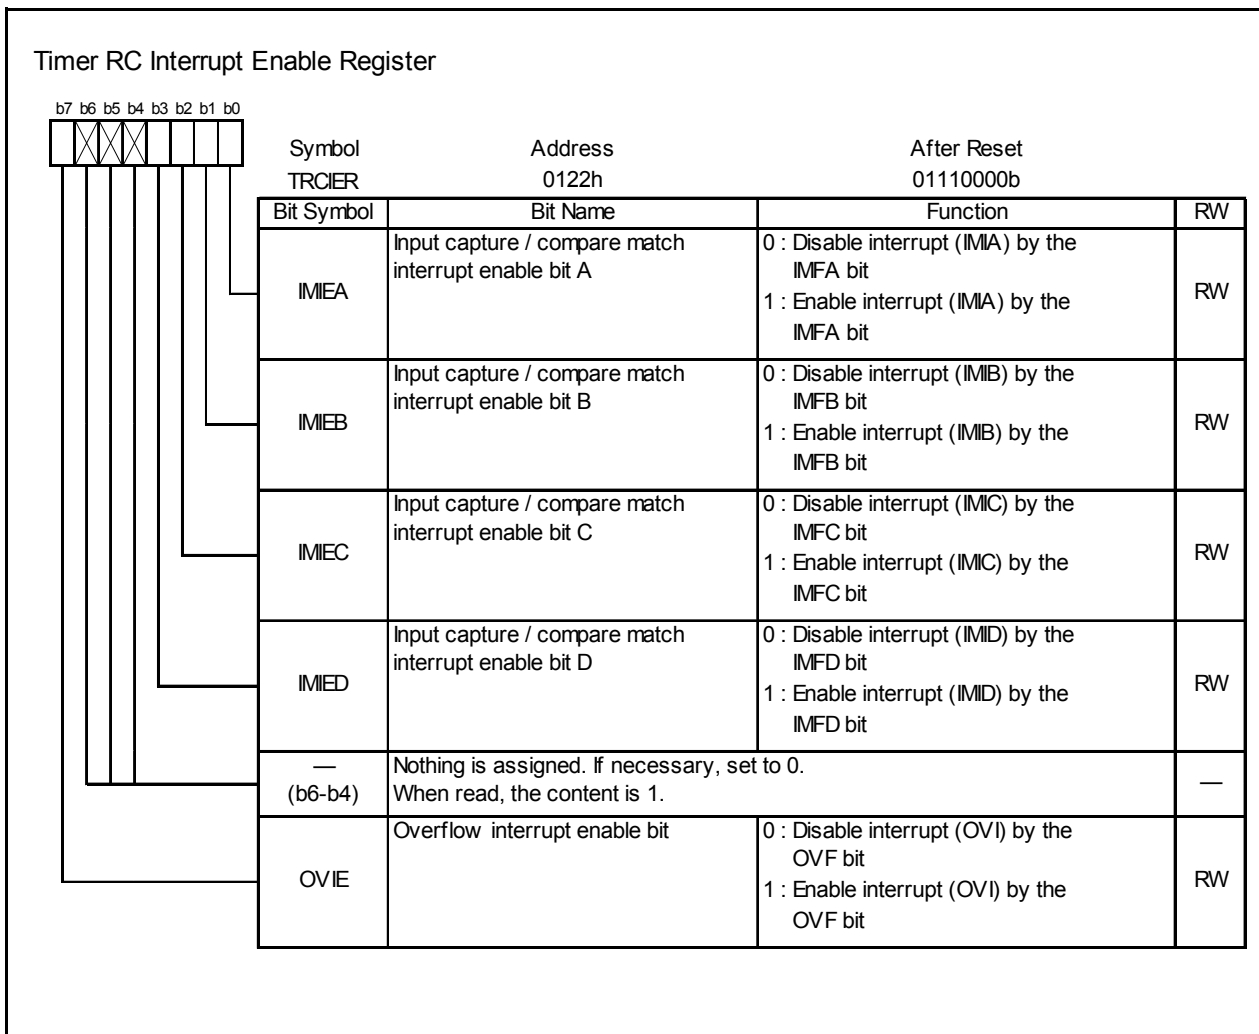 Timer RC Interrupt Enable Register
b7 b6 b5 b4 b3 b2 b1 b0
Symbol Address After Reset
TRCIER 0122h 01110000b
Bit Symbol Bit Name Function RW
IMIEA
Input capture / compare match
interrupt enable bit A
0 : Disable interrupt (IMIA) by the
IMFA bit
1 : Enable interrupt (IMIA) by the
IMFA bit
RW
IMIEB
Input capture / compare match
interrupt enable bit B
0 : Disable interrupt (IMIB) by the
IMFB bit
1 : Enable interrupt (IMIB) by the
IMFB bit
RW
IMIEC
Input capture / compare match
interrupt enable bit C
0 : Disable interrupt (IMIC) by the
IMFC bit
1 : Enable interrupt (IMIC) by the
IMFC bit
RW
IMIED
Input capture / compare match
interrupt enable bit D
0 : Disable interrupt (IMID) by the
IMFD bit
1 : Enable interrupt (IMID) by the
IMFD bit
RW
—
(b6-b4)
Nothing is assigned. If necessary, set to 0.
When read, the content is 1.
—
OVIE
Overflow interrupt enable bit
0 : Disable interrupt (OVI) by the
OVF bit
1 : Enable interrupt (OVI) by the
OVF bit
RW